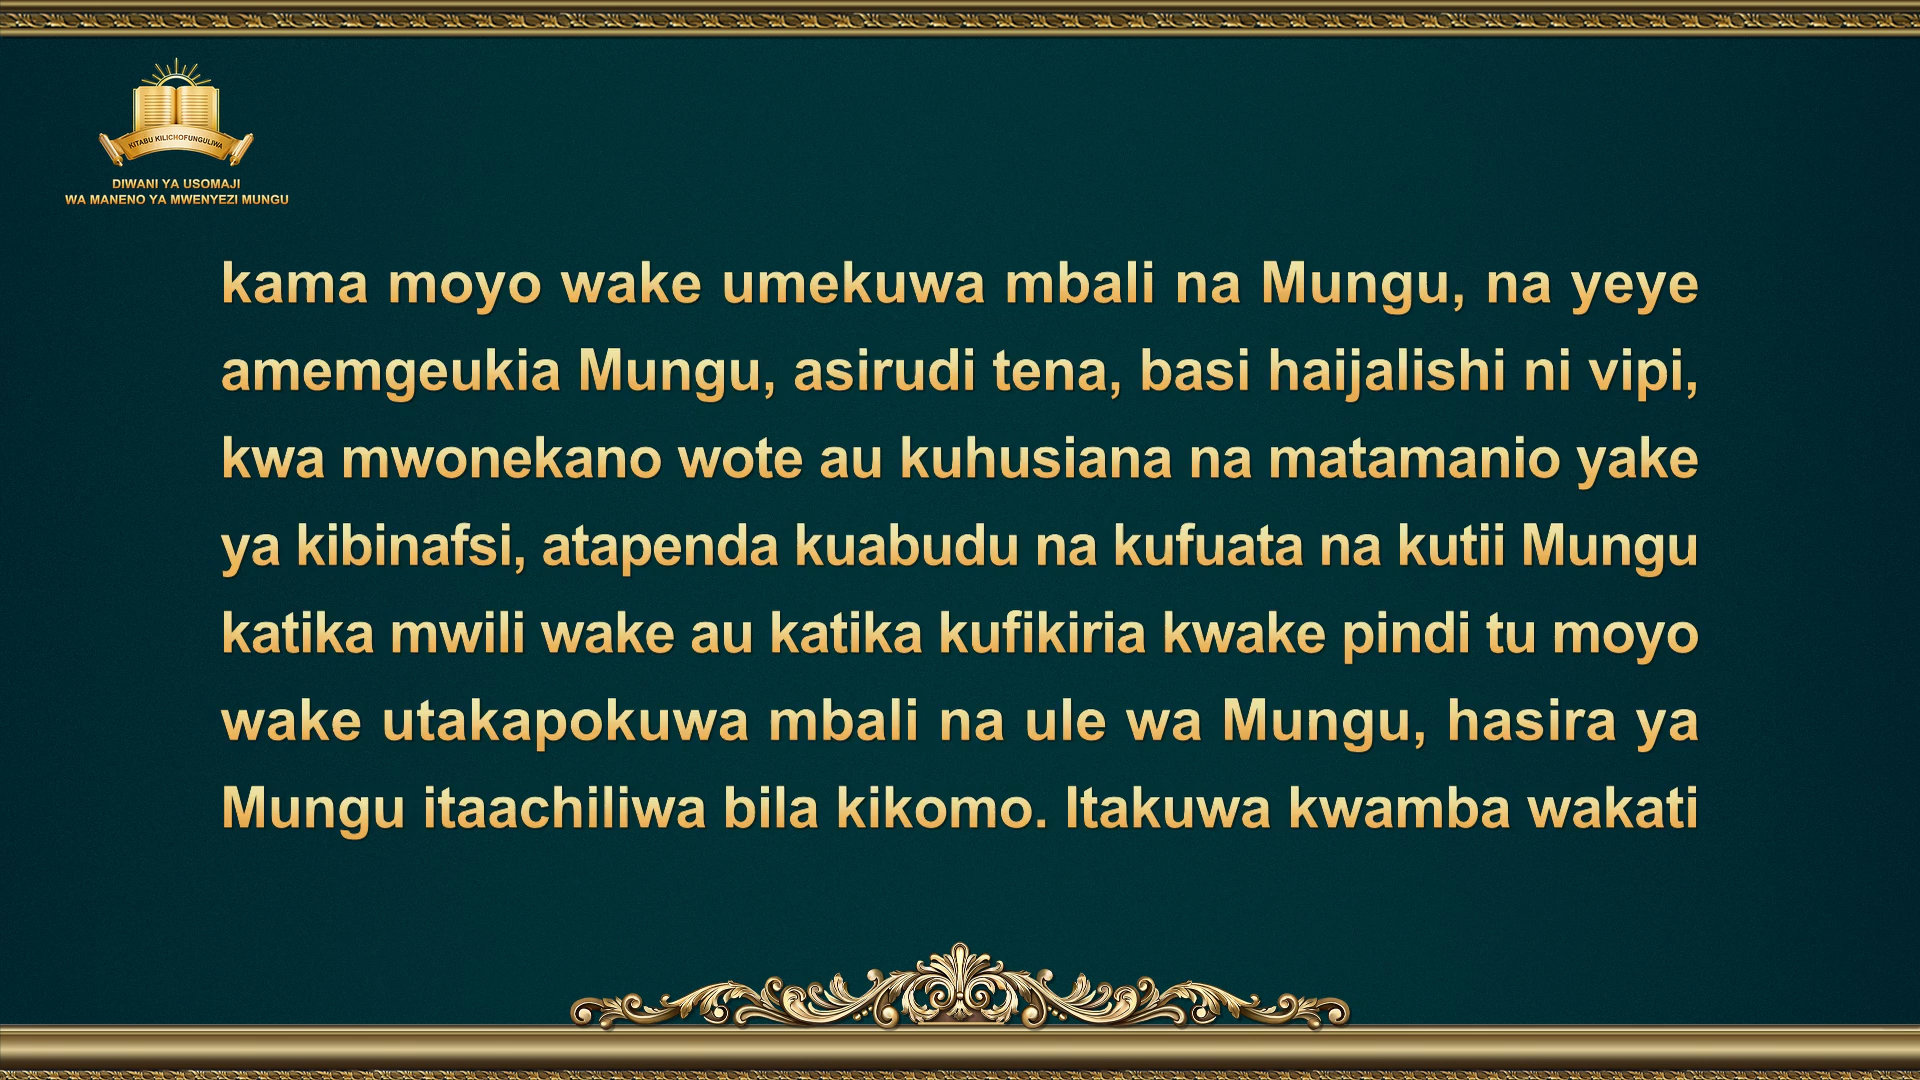 KITABU KILICHOFUNGULIWA
DIWANI YA USOMAJI
WA MANENO YA MWENYEZI MUNGU
kama moyo wake umekuwa mbali na Mungu, na yeye
amemgeukia Mungu, asirudi tena, basi haijalishi ni vipi,
kwa mwonekano wote au kuhusiana na matamanio yake
ya kibinafsi, atapenda kuabudu na kufuata na kutii Mungu
katika mwili wake au katika kufikiria kwake pindi tu moyo
wake utakapokuwa mbali na ule wa Mungu, hasira ya
Mungu itaachiliwa bila kikomo. Itakuwa kwamba wakati